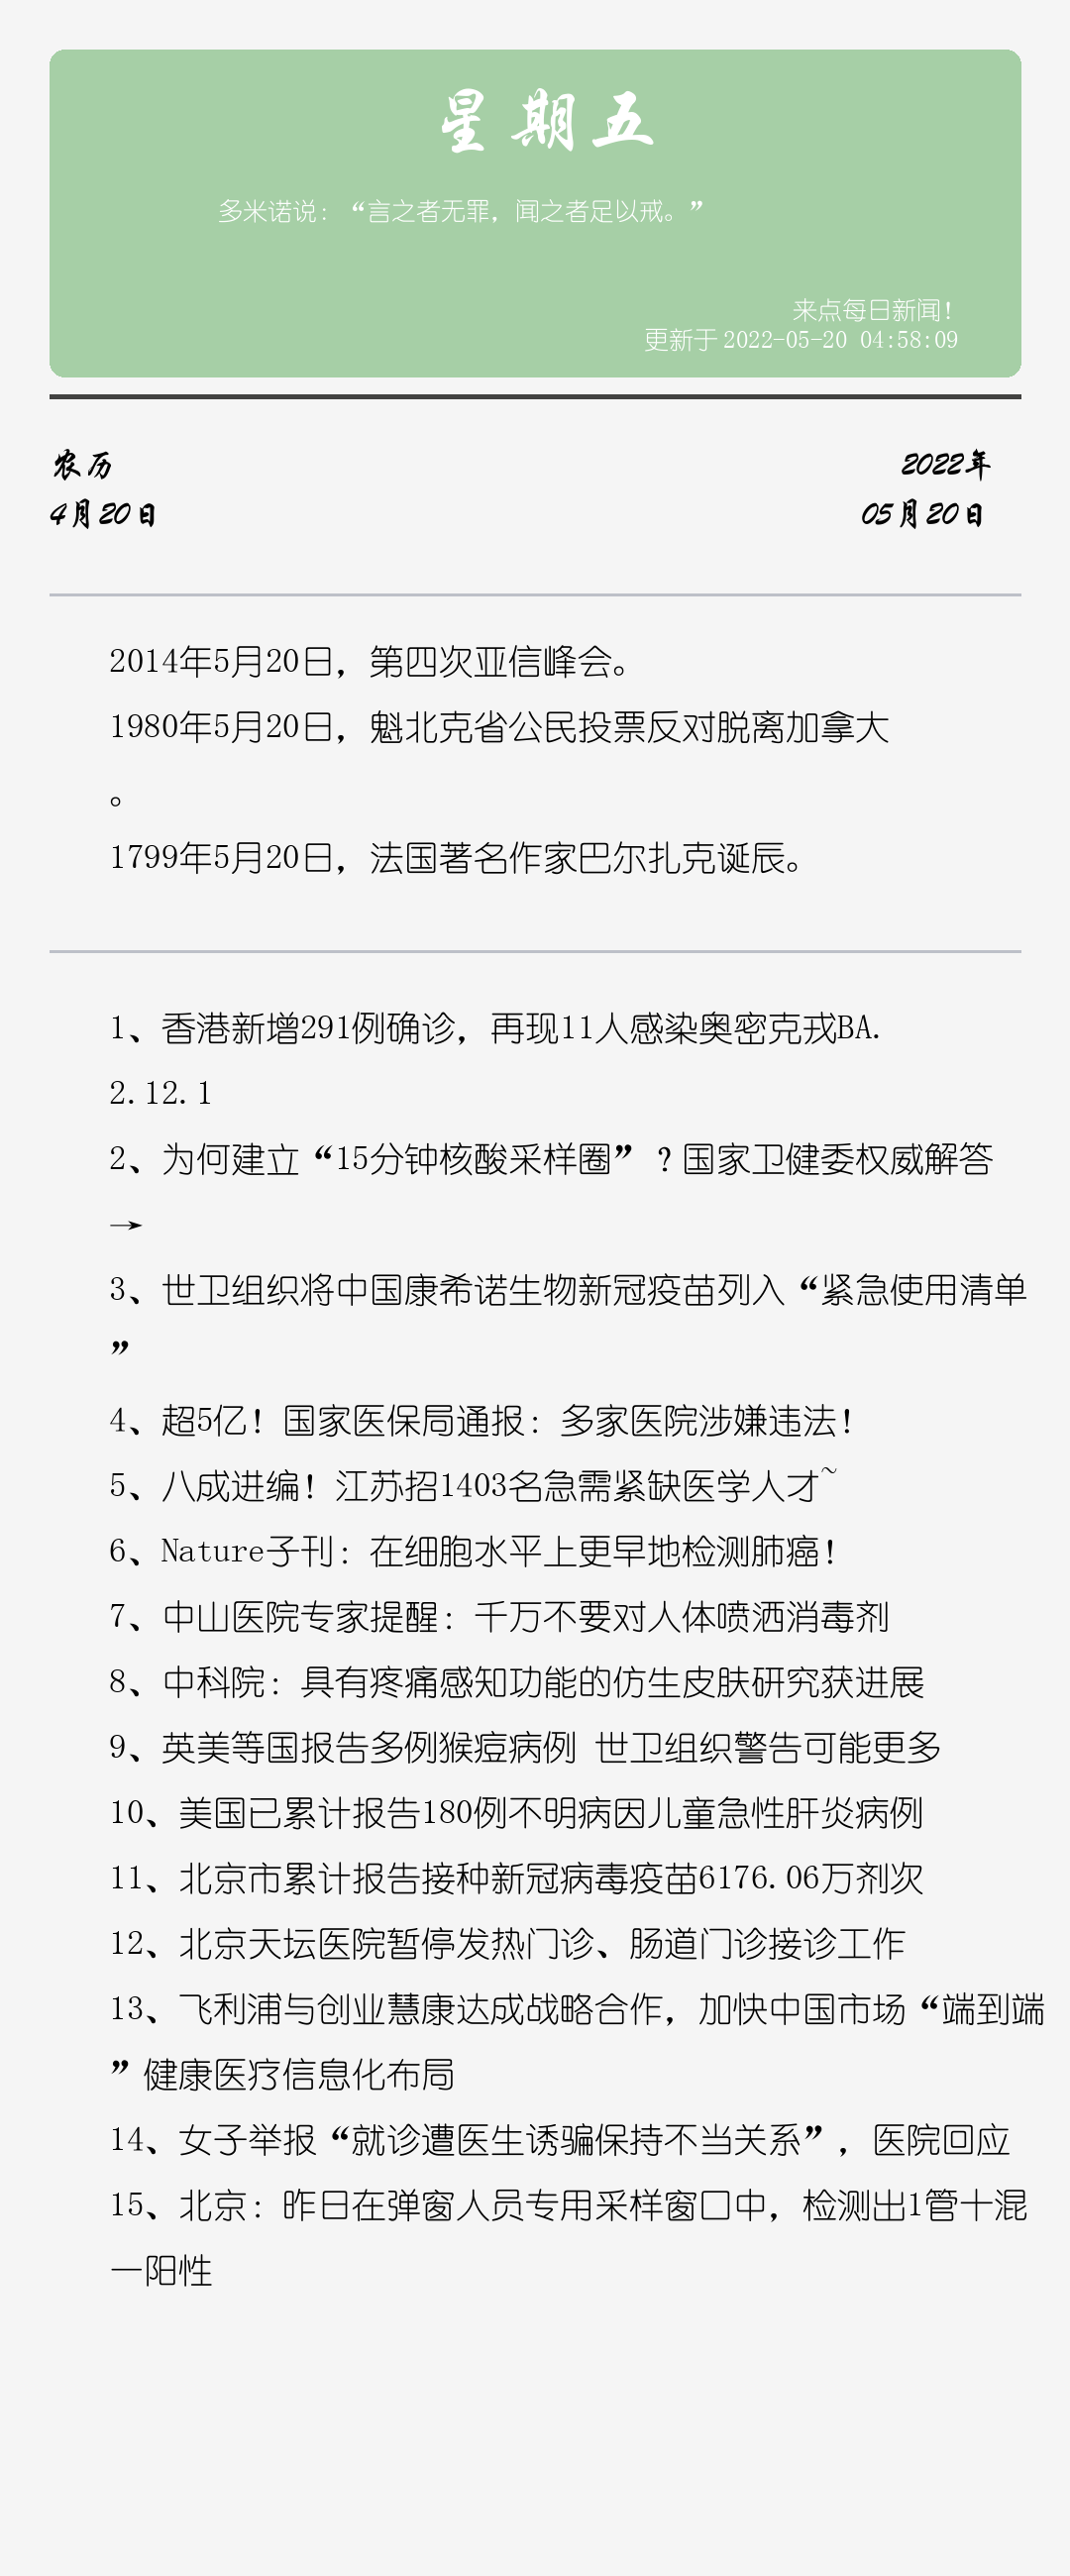 星期五
多米诺说：“言之者无罪，闻之者足以戒。”
来点每日新闻！
更新于 2022-05-20 04:58:09
农历
2022年
4月20日
05月20日
2014年5月20日，第四次亚信峰会。
1980年5月20日，魁北克省公民投票反对脱离加拿大
。
1799年5月20日，法国著名作家巴尔扎克诞辰。
1、香港新增291例确诊，再现11人感染奥密克戎BA.
2.12.1
2、为何建立“15分钟核酸采样圈”？国家卫健委权威解答
→
3、世卫组织将中国康希诺生物新冠疫苗列入“紧急使用清单
”
4、超5亿！国家医保局通报：多家医院涉嫌违法！
5、八成进编！江苏招1403名急需紧缺医学人才~
6、Nature子刊：在细胞水平上更早地检测肺癌！
7、中山医院专家提醒：千万不要对人体喷洒消毒剂
8、中科院：具有疼痛感知功能的仿生皮肤研究获进展
9、英美等国报告多例猴痘病例 世卫组织警告可能更多
10、美国已累计报告180例不明病因儿童急性肝炎病例
11、北京市累计报告接种新冠病毒疫苗6176.06万剂次
12、北京天坛医院暂停发热门诊、肠道门诊接诊工作
13、飞利浦与创业慧康达成战略合作，加快中国市场“端到端
”健康医疗信息化布局
14、女子举报“就诊遭医生诱骗保持不当关系”，医院回应
15、北京：昨日在弹窗人员专用采样窗口中，检测出1管十混
一阳性